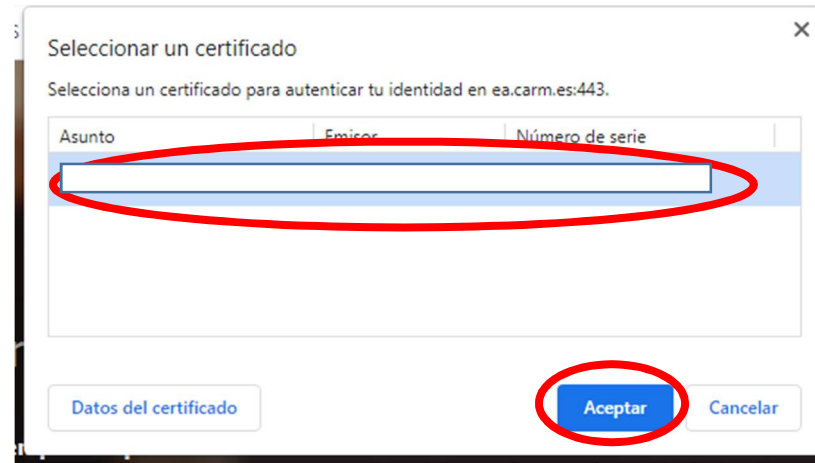 Seleccionar un certificado
Selecciona un certificado para autenticar tu identidad en ea.carm.es:443.
Asunto Emisor Número de serie
Datos del certificado Aceptar Cancelar